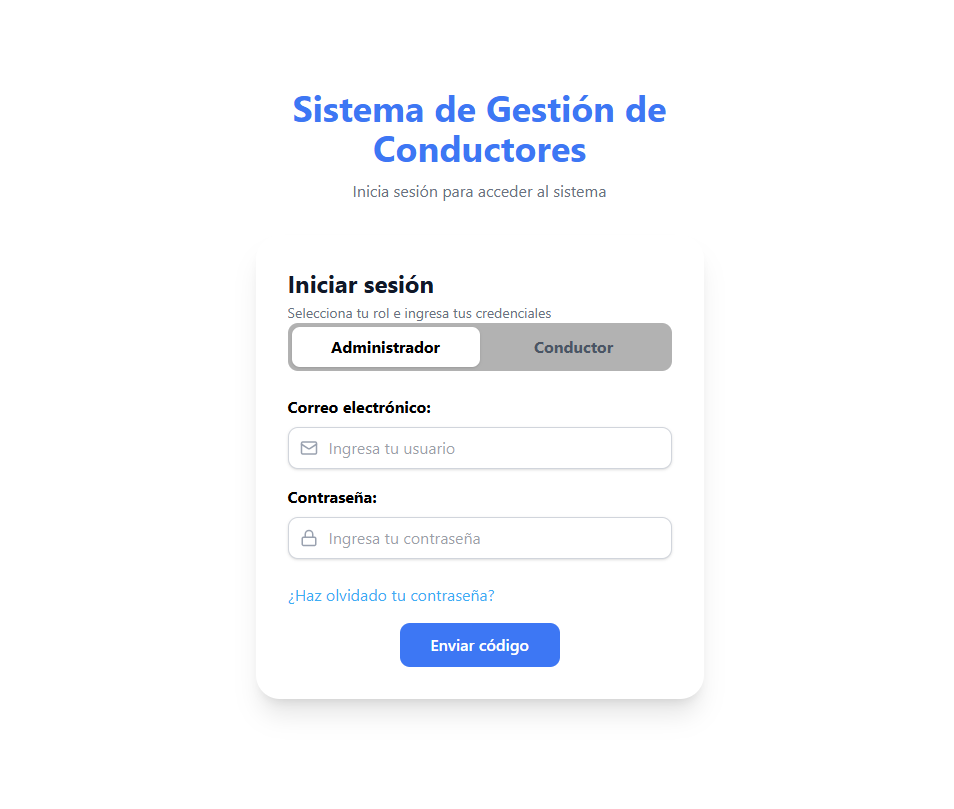 Sistema de Gestión de
Conductores
Inicia sesión para acceder al sistema
Iniciar sesión
Selecciona tu rol e ingresa tus credenciales
Administrador
Conductor
Correo electrónico:
Ingresa tu usuario
Contraseña:
Ingresa tu contraseña
¿Haz olvidado tu contraseña?
Enviar código